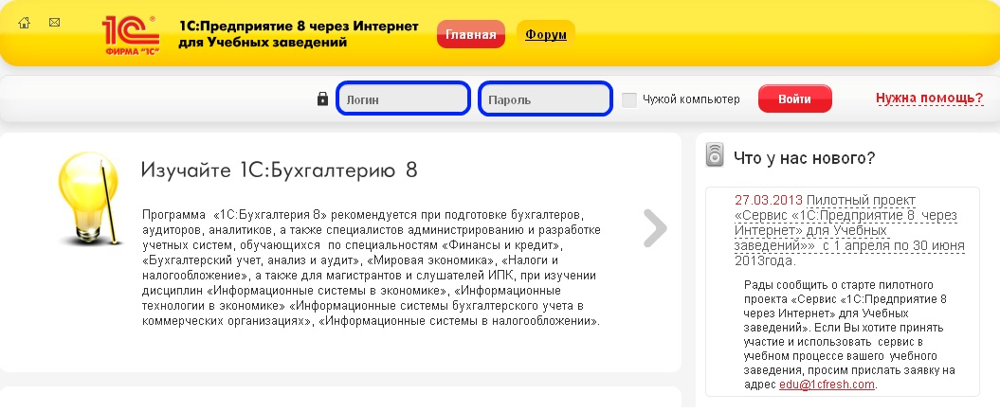 1С
ФИРМА "1С"
1С:Предприятие 8 через Интернет
для Учебных заведений
Главная
Форум
Логин
Пароль
Чужой компьютер
Войти
Нужна помощь?
Изучайте 1С:Бухгалтерию 8
Программа «1С:Бухгалтерия 8» рекомендуется при подготовке бухгалтеров,
аудиторов, аналитиков, а также специалистов администрированию и разработке
учетных систем, обучающихся по специальностям «Финансы и кредит»,
«Бухгалтерский учет, анализ и аудит», «Мировая экономика», «Налоги и
налогообложение», а также для магистрантов и слушателей ИПК, при изучении
дисциплин «Информационные системы в экономике», «Информационные
технологии в экономике» «Информационные системы бухгалтерского учета в
коммерческих организациях», «Информационные системы в налогообложении».
Что у нас нового?
27.03.2013 Пилотный проект
«Сервис «1С:Предприятие 8 через
Интернет» для Учебных
заведений»» с 1 апреля по 30 июня
2013года.
Рады сообщить о старте пилотного
проекта «Сервис «1С:Предприятие 8
через Интернет» для Учебных
заведений». Если Вы хотите принять
участие и использовать сервис в
учебном процессе вашего учебного
заведения, просим прислать заявку на
адрес edu@1cfresh.com.